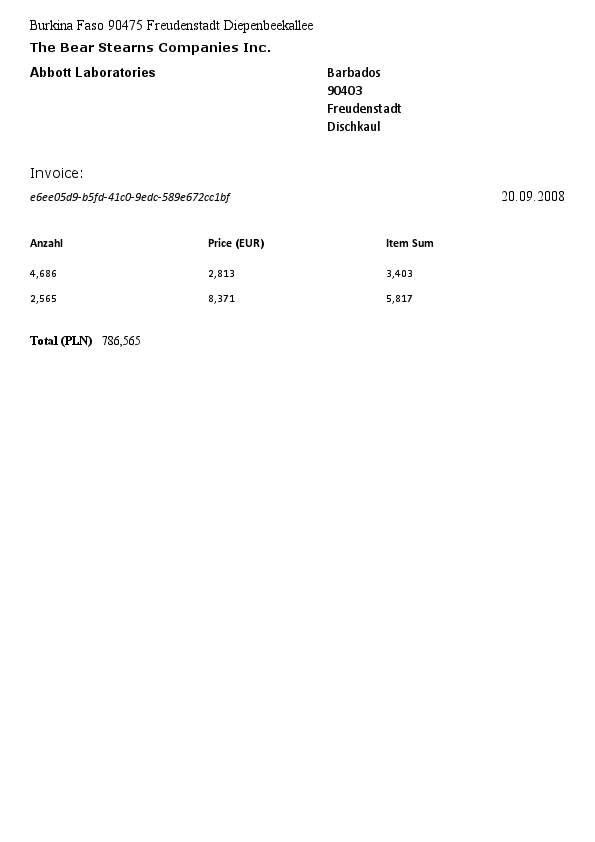 Burkina Faso 90475 Freudenstadt Diepenbeekallee
The Bear Stearns Companies Inc.
Abbott Laboratories
Barbados
90403
Freudenstadt
Dischkaul
Invoice:
e6ee05d9-b5fd-41c0-9edc-589e672cc1bf 20.09.2008
Anzahl Price (EUR) Item Sum
4,686 2,813 3,403
2,565 8,371 5,817
Total (PLN) 786,565